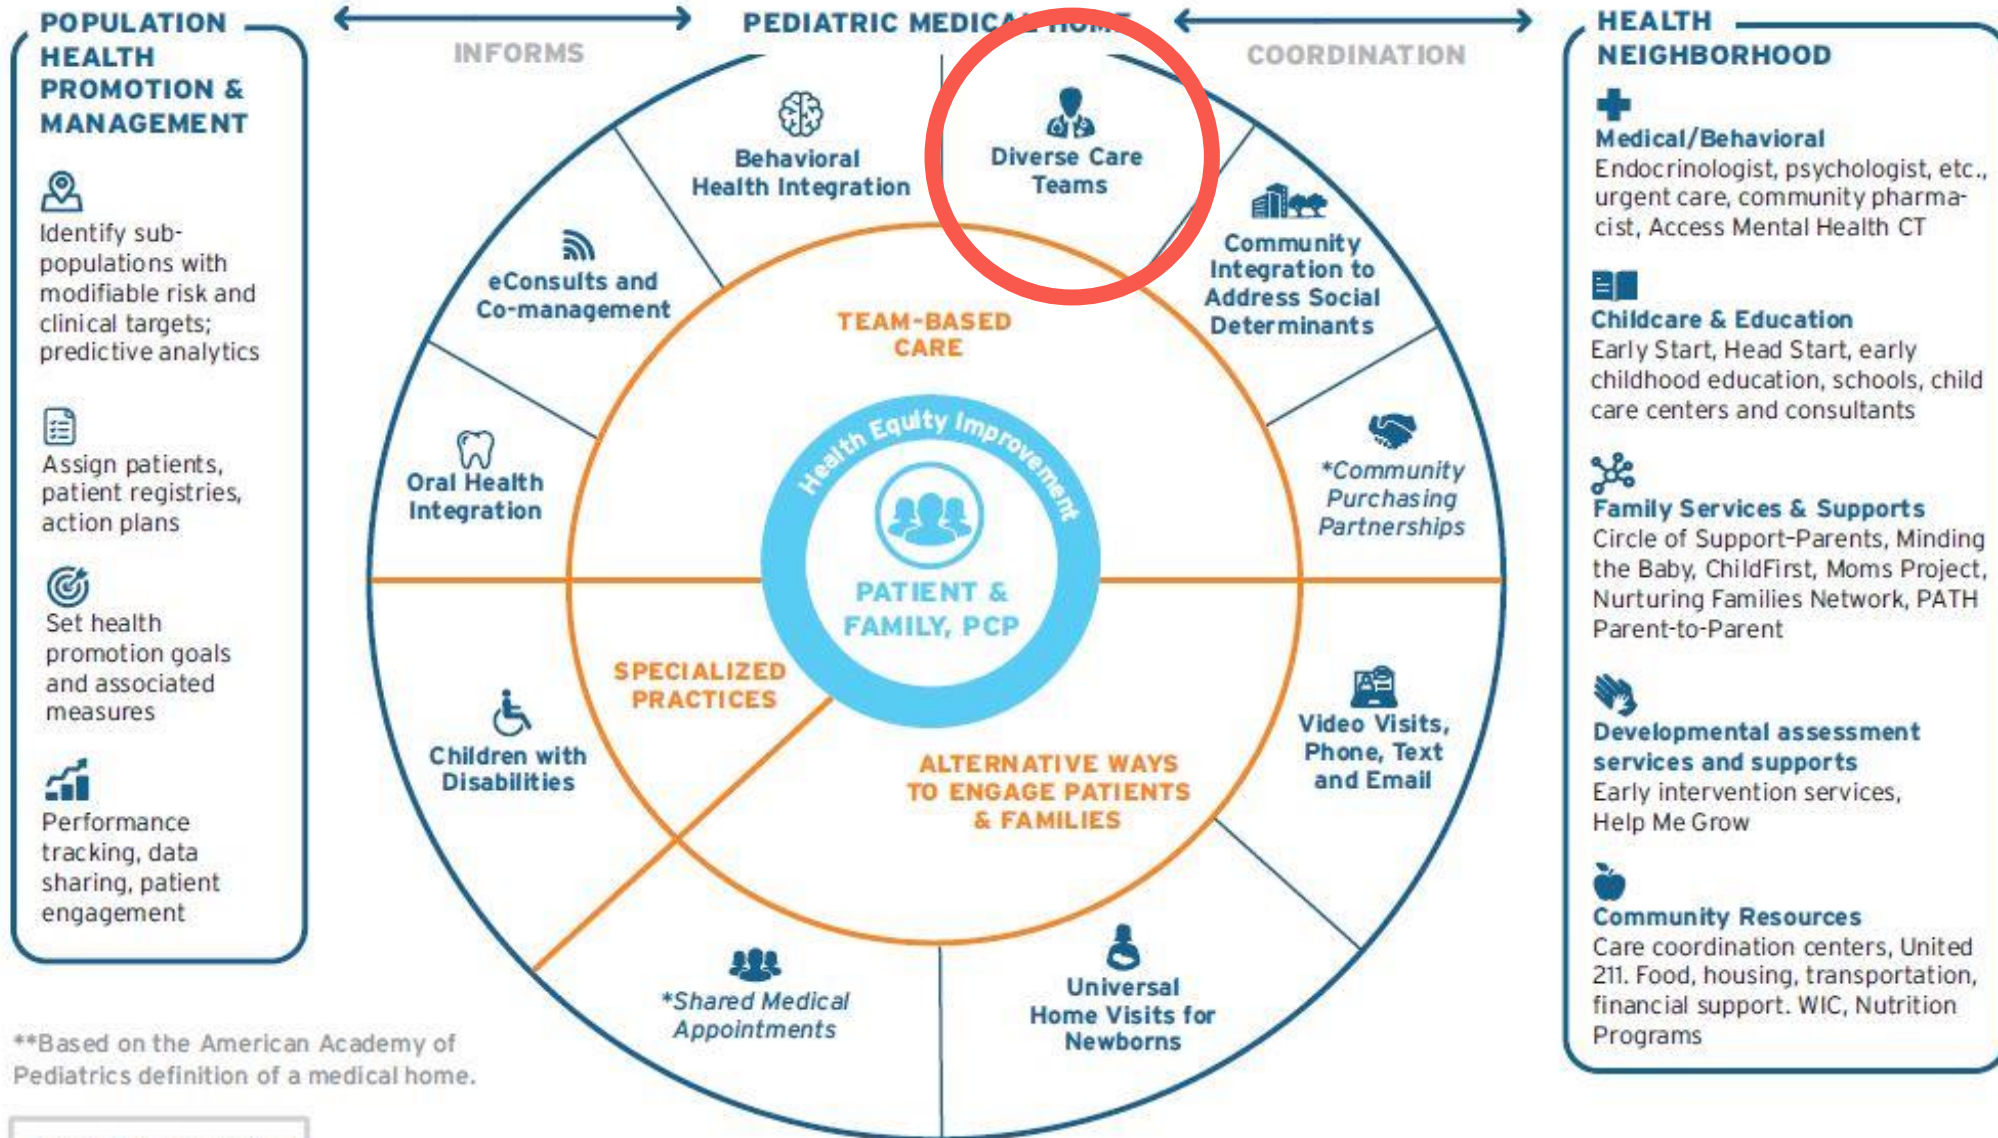 POPULATION
HEALTH
PROMOTION &
MANAGEMENT
Identify sub-
populations with
modifiable risk and
clinical targets;
predictive analytics
Assign patients,
patient registries,
action plans
Set health
promotion goals
and associated
measures
Performance
tracking, data
sharing, patient
engagement
**Based on the American Academy of
Pediatrics definition of a medical home.
INFORMS
PEDIATRIC MEDICAL HOME
COORDINATION
Behavioral
Health Integration
Diverse Care
Teams
eConsults and
Co-management
Community
Integration to
Address Social
Determinants
Oral Health
Integration
*Community
Purchasing
Partnerships
TEAM-BASED
CARE
Health Equity Improvement
PATIENT &
FAMILY, PCP
SPECIALIZED
PRACTICES
Children with
Disabilities
ALTERNATIVE WAYS
TO ENGAGE PATIENTS
& FAMILIES
Video Visits,
Phone, Text
and Email
*Shared Medical
Appointments
Universal
Home Visits for
Newborns
HEALTH
NEIGHBORHOOD
Medical/Behavioral
Endocrinologist, psychologist, etc.,
urgent care, community pharma-
cist, Access Mental Health CT
Childcare & Education
Early Start, Head Start, early
childhood education, schools, child
care centers and consultants
Family Services & Supports
Circle of Support-Parents, Minding
the Baby, ChildFirst, Moms Project,
Nurturing Families Network, PATH
Parent-to-Parent
Developmental assessment
services and supports
Early intervention services,
Help Me Grow
Community Resources
Care coordination centers, United
211. Food, housing, transportation,
financial support. WIC, Nutrition
Programs